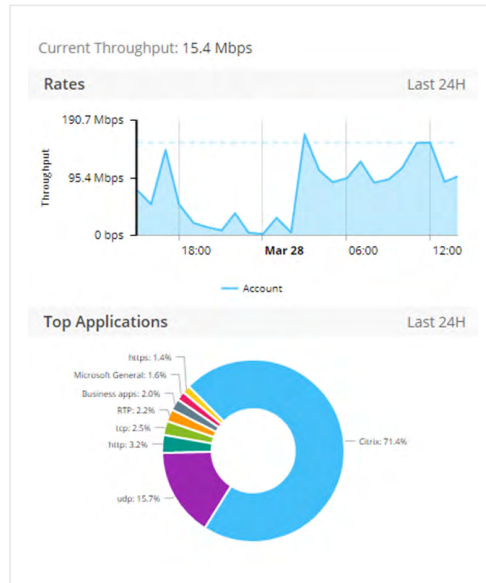 Current Throughput: 15.4 Mbps
Rates Last 24H
190.7 Mbps
95.4 Mbps
0 bps
Throughput
18:00 Mar 28 06:00 12:00
Account
Top Applications Last 24H
https: 1.4%
Microsoft General: 1.6%
Business apps: 2.0%
RTP: 2.2%
tcp: 2.5%
http: 3.2%
Citrix: 71.4%
udp: 15.7%